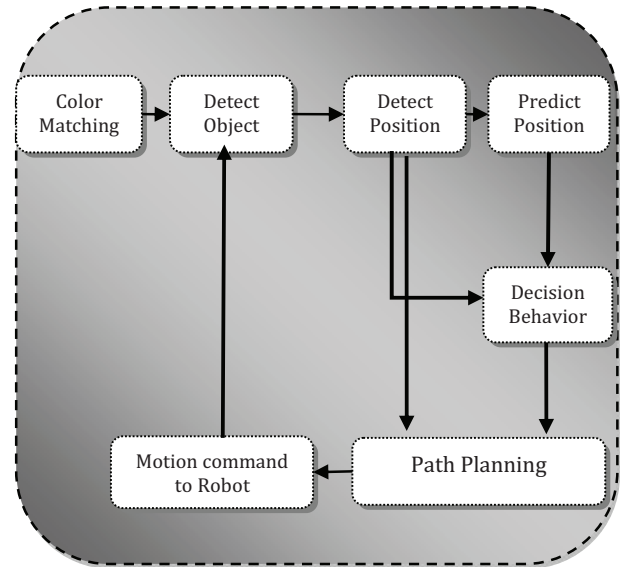 Color
Matching
Detect
Object
Detect
Position
Predict
Position
Decision
Behavior
Motion command
to Robot
Path Planning